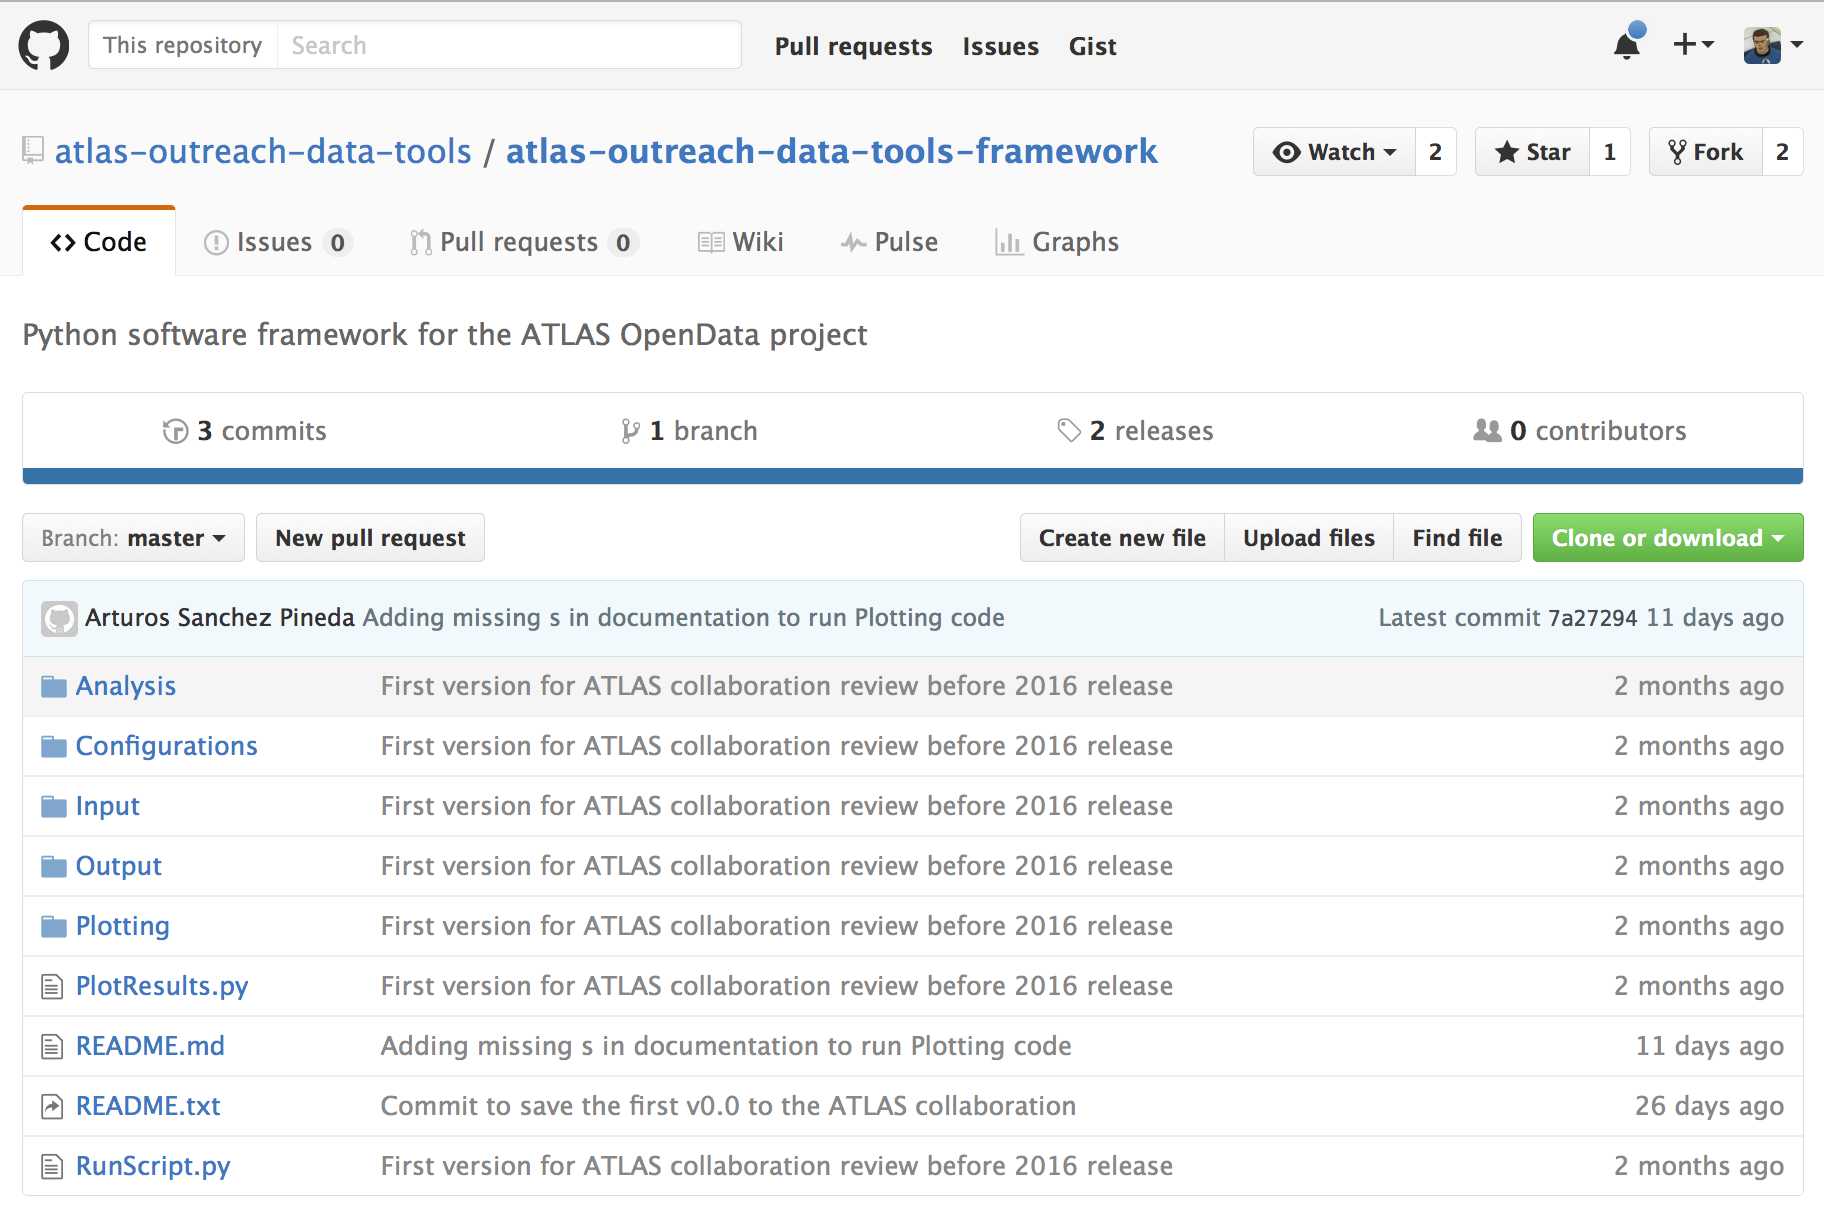 This repository Search Pull requests Issues Gist
atlas-outreach-data-tools / atlas-outreach-data-tools-framework Watch 2 Star 1 Fork 2
Code Issues 0 Pull requests 0 Wiki Pulse Graphs
Python software framework for the ATLAS OpenData project
3 commits 1 branch 2 releases 0 contributors
Branch: master New pull request Create new file Upload files Find file Clone or download
Arturos Sanchez Pineda Adding missing s in documentation to run Plotting code Latest commit 7a27294 11 days ago
Analysis First version for ATLAS collaboration review before 2016 release 2 months ago
Configurations First version for ATLAS collaboration review before 2016 release 2 months ago
Input First version for ATLAS collaboration review before 2016 release 2 months ago
Output First version for ATLAS collaboration review before 2016 release 2 months ago
Plotting First version for ATLAS collaboration review before 2016 release 2 months ago
PlotResults.py First version for ATLAS collaboration review before 2016 release 2 months ago
README.md Adding missing s in documentation to run Plotting code 11 days ago
README.txt Commit to save the first v0.0 to the ATLAS collaboration 26 days ago
RunScript.py First version for ATLAS collaboration review before 2016 release 2 months ago